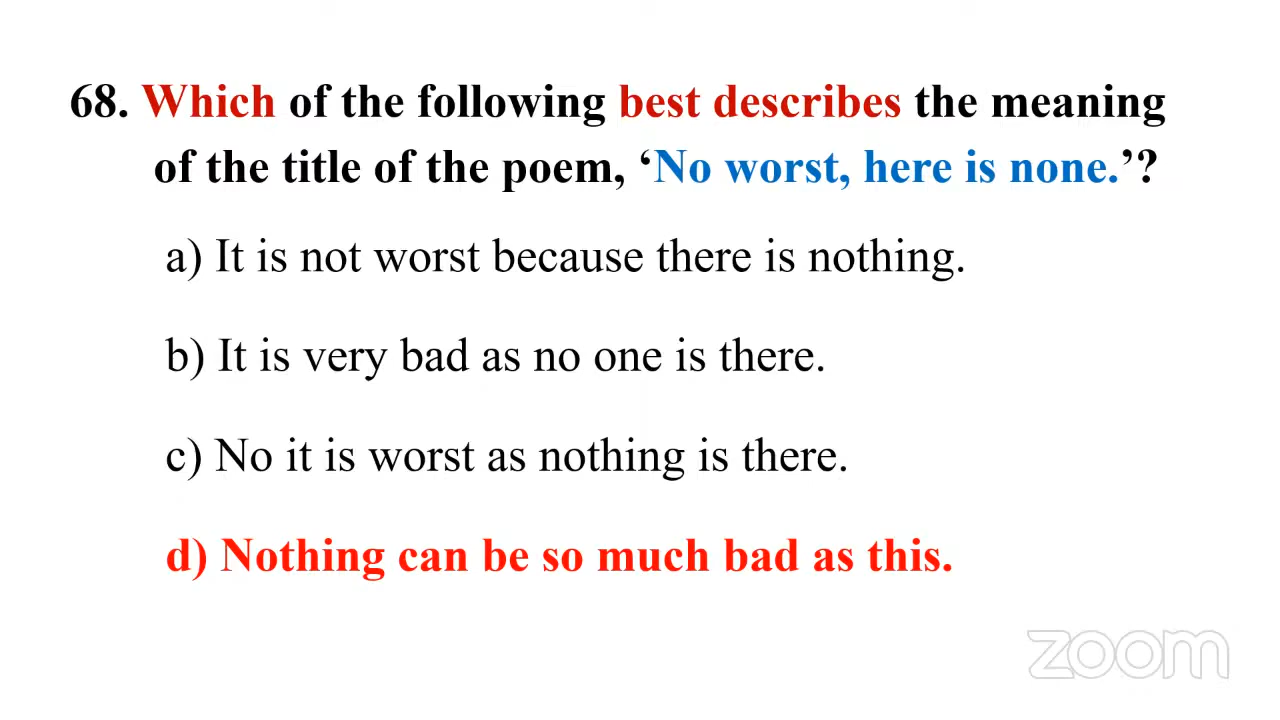 68. Which of the following best describes the meaning
of the title of the poem, ‘No worst, here is none.’?
a) It is not worst because there is nothing.
b) It is very bad as no one is there.
c) No it is worst as nothing is there.
d) Nothing can be so much bad as this.
zoom